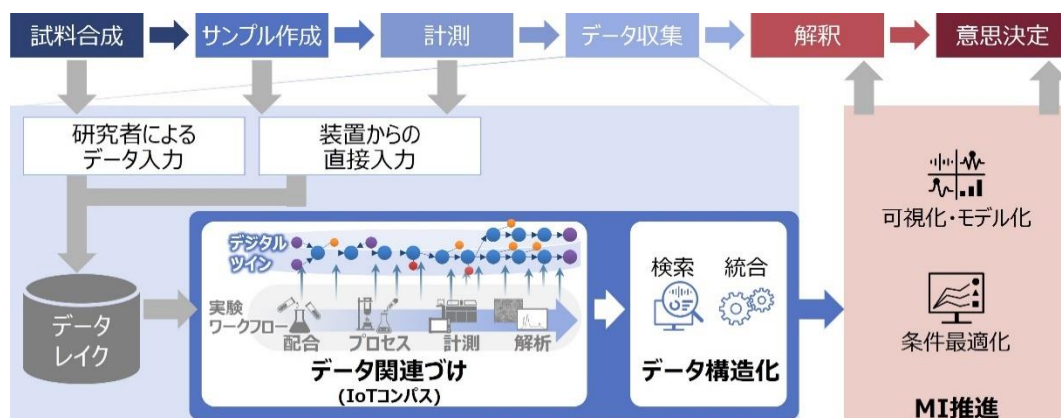 試料合成
サンプル作成
計測
データ収集
解釈
意思決定
研究者による
データ入力
装置からの
直接入力
データ
レイク
デジタル
ツイン
実験
ワークフロー
配合
プロセス
計測
解析
データ関連づけ
(IoTコンパス)
検索
統合
データ構造化
可視化・モデル化
条件最適化
MI推進